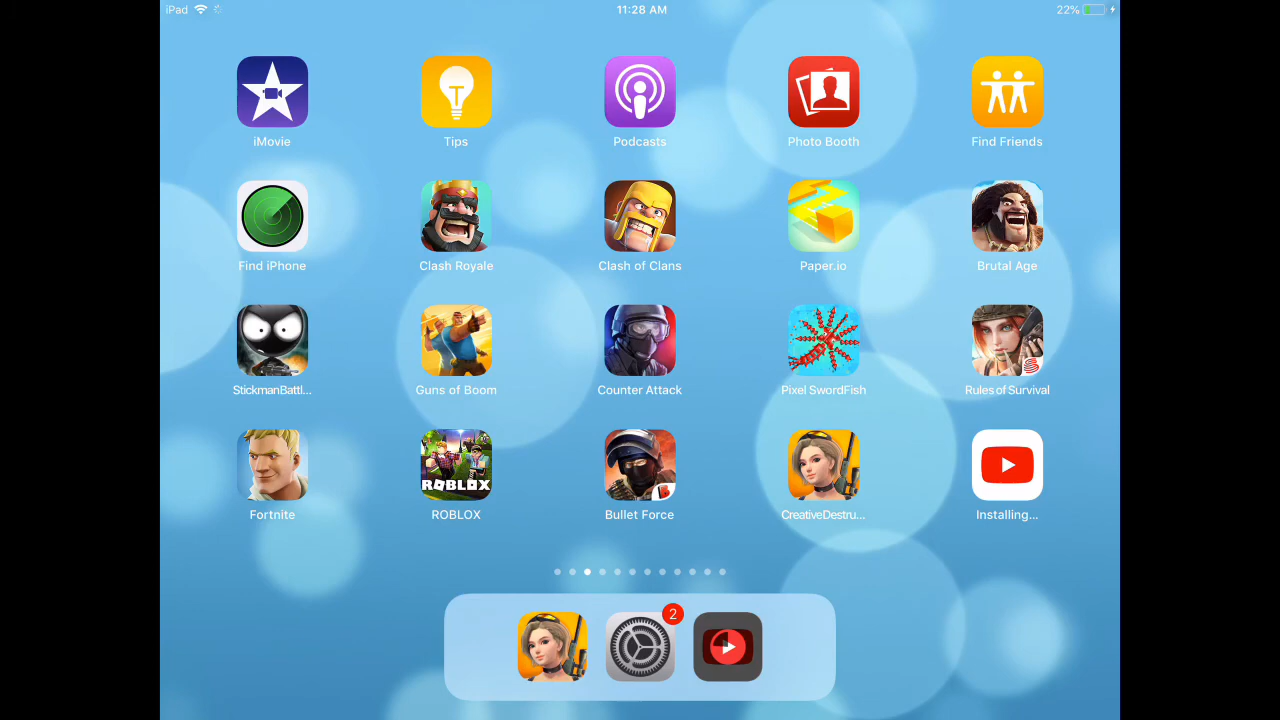 iPad 11:28 AM 22%
iMovie Tips Podcasts Photo Booth Find Friends
Find iPhone Clash Royale Clash of Clans Paper.io Brutal Age
StickmanBattl... Guns of Boom Counter Attack Pixel SwordFish Rules of Survival
ROBLOX
Fortnite ROBLOX Bullet Force CreativeDestru... Installing...
2